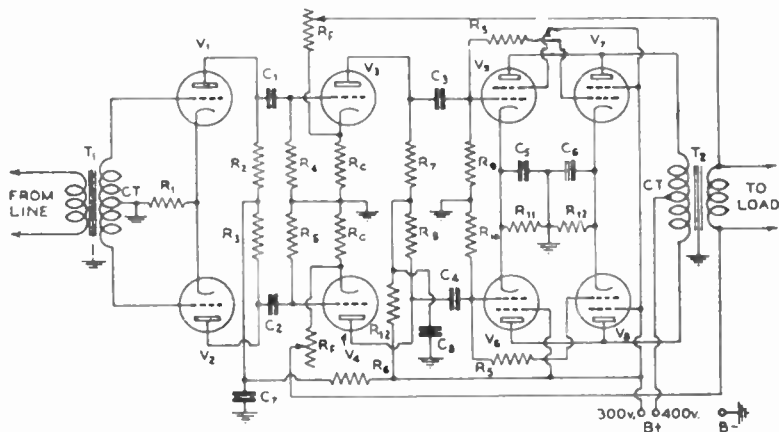 RF
V1
V3
R5
V5
V7
C1
C3
T1
R2
R4
RC
R7
R9
C5
C6
T2
FROM
LINE
CT
R1
CT
TO
LOAD
R3
R5
RC
R8
R10
R11
R12
C2
C4
R12
V2
RF
V4
C8
V6
V8
R6
R5
C7
300V.
400V.
B+
B-